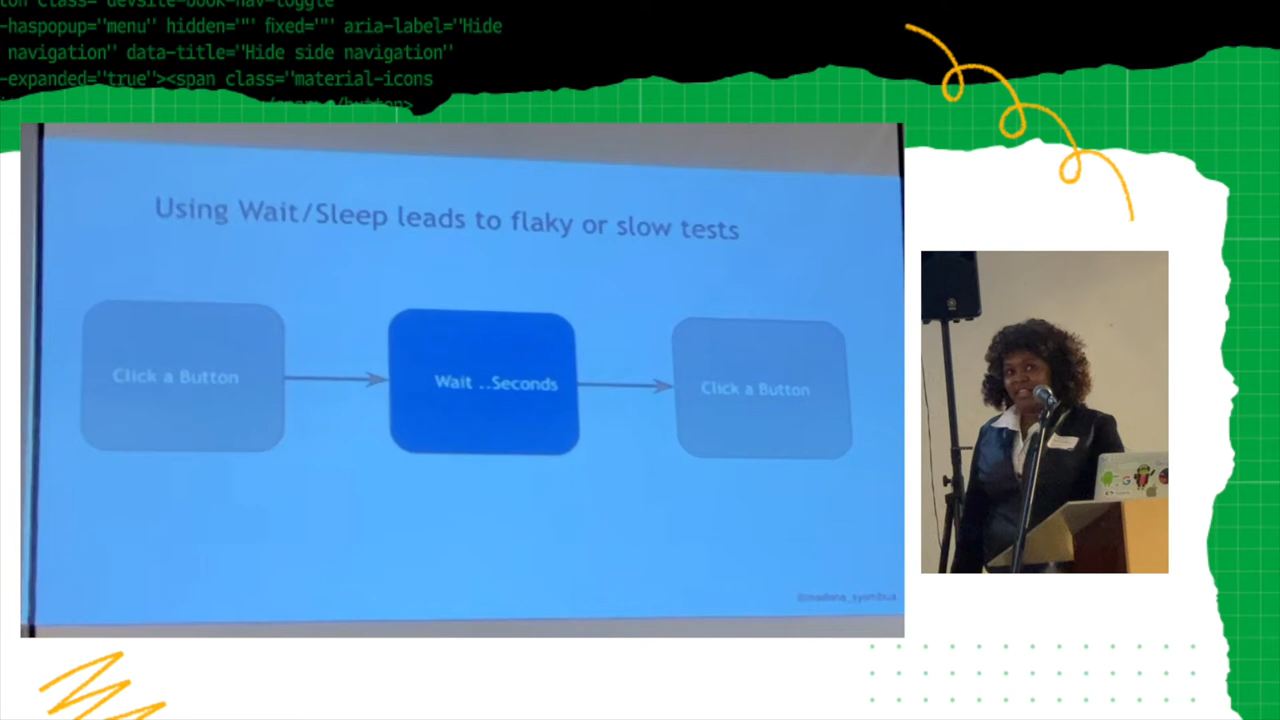 -haspopup="menu" hidden="" fixed="" aria-label="Hide
navigation" data-title="Hide side navigation"
-expanded="true"><span class="material-icons
Using Wait/Sleep leads to flaky or slow tests
Click a Button
Wait ..Seconds
Click a Button